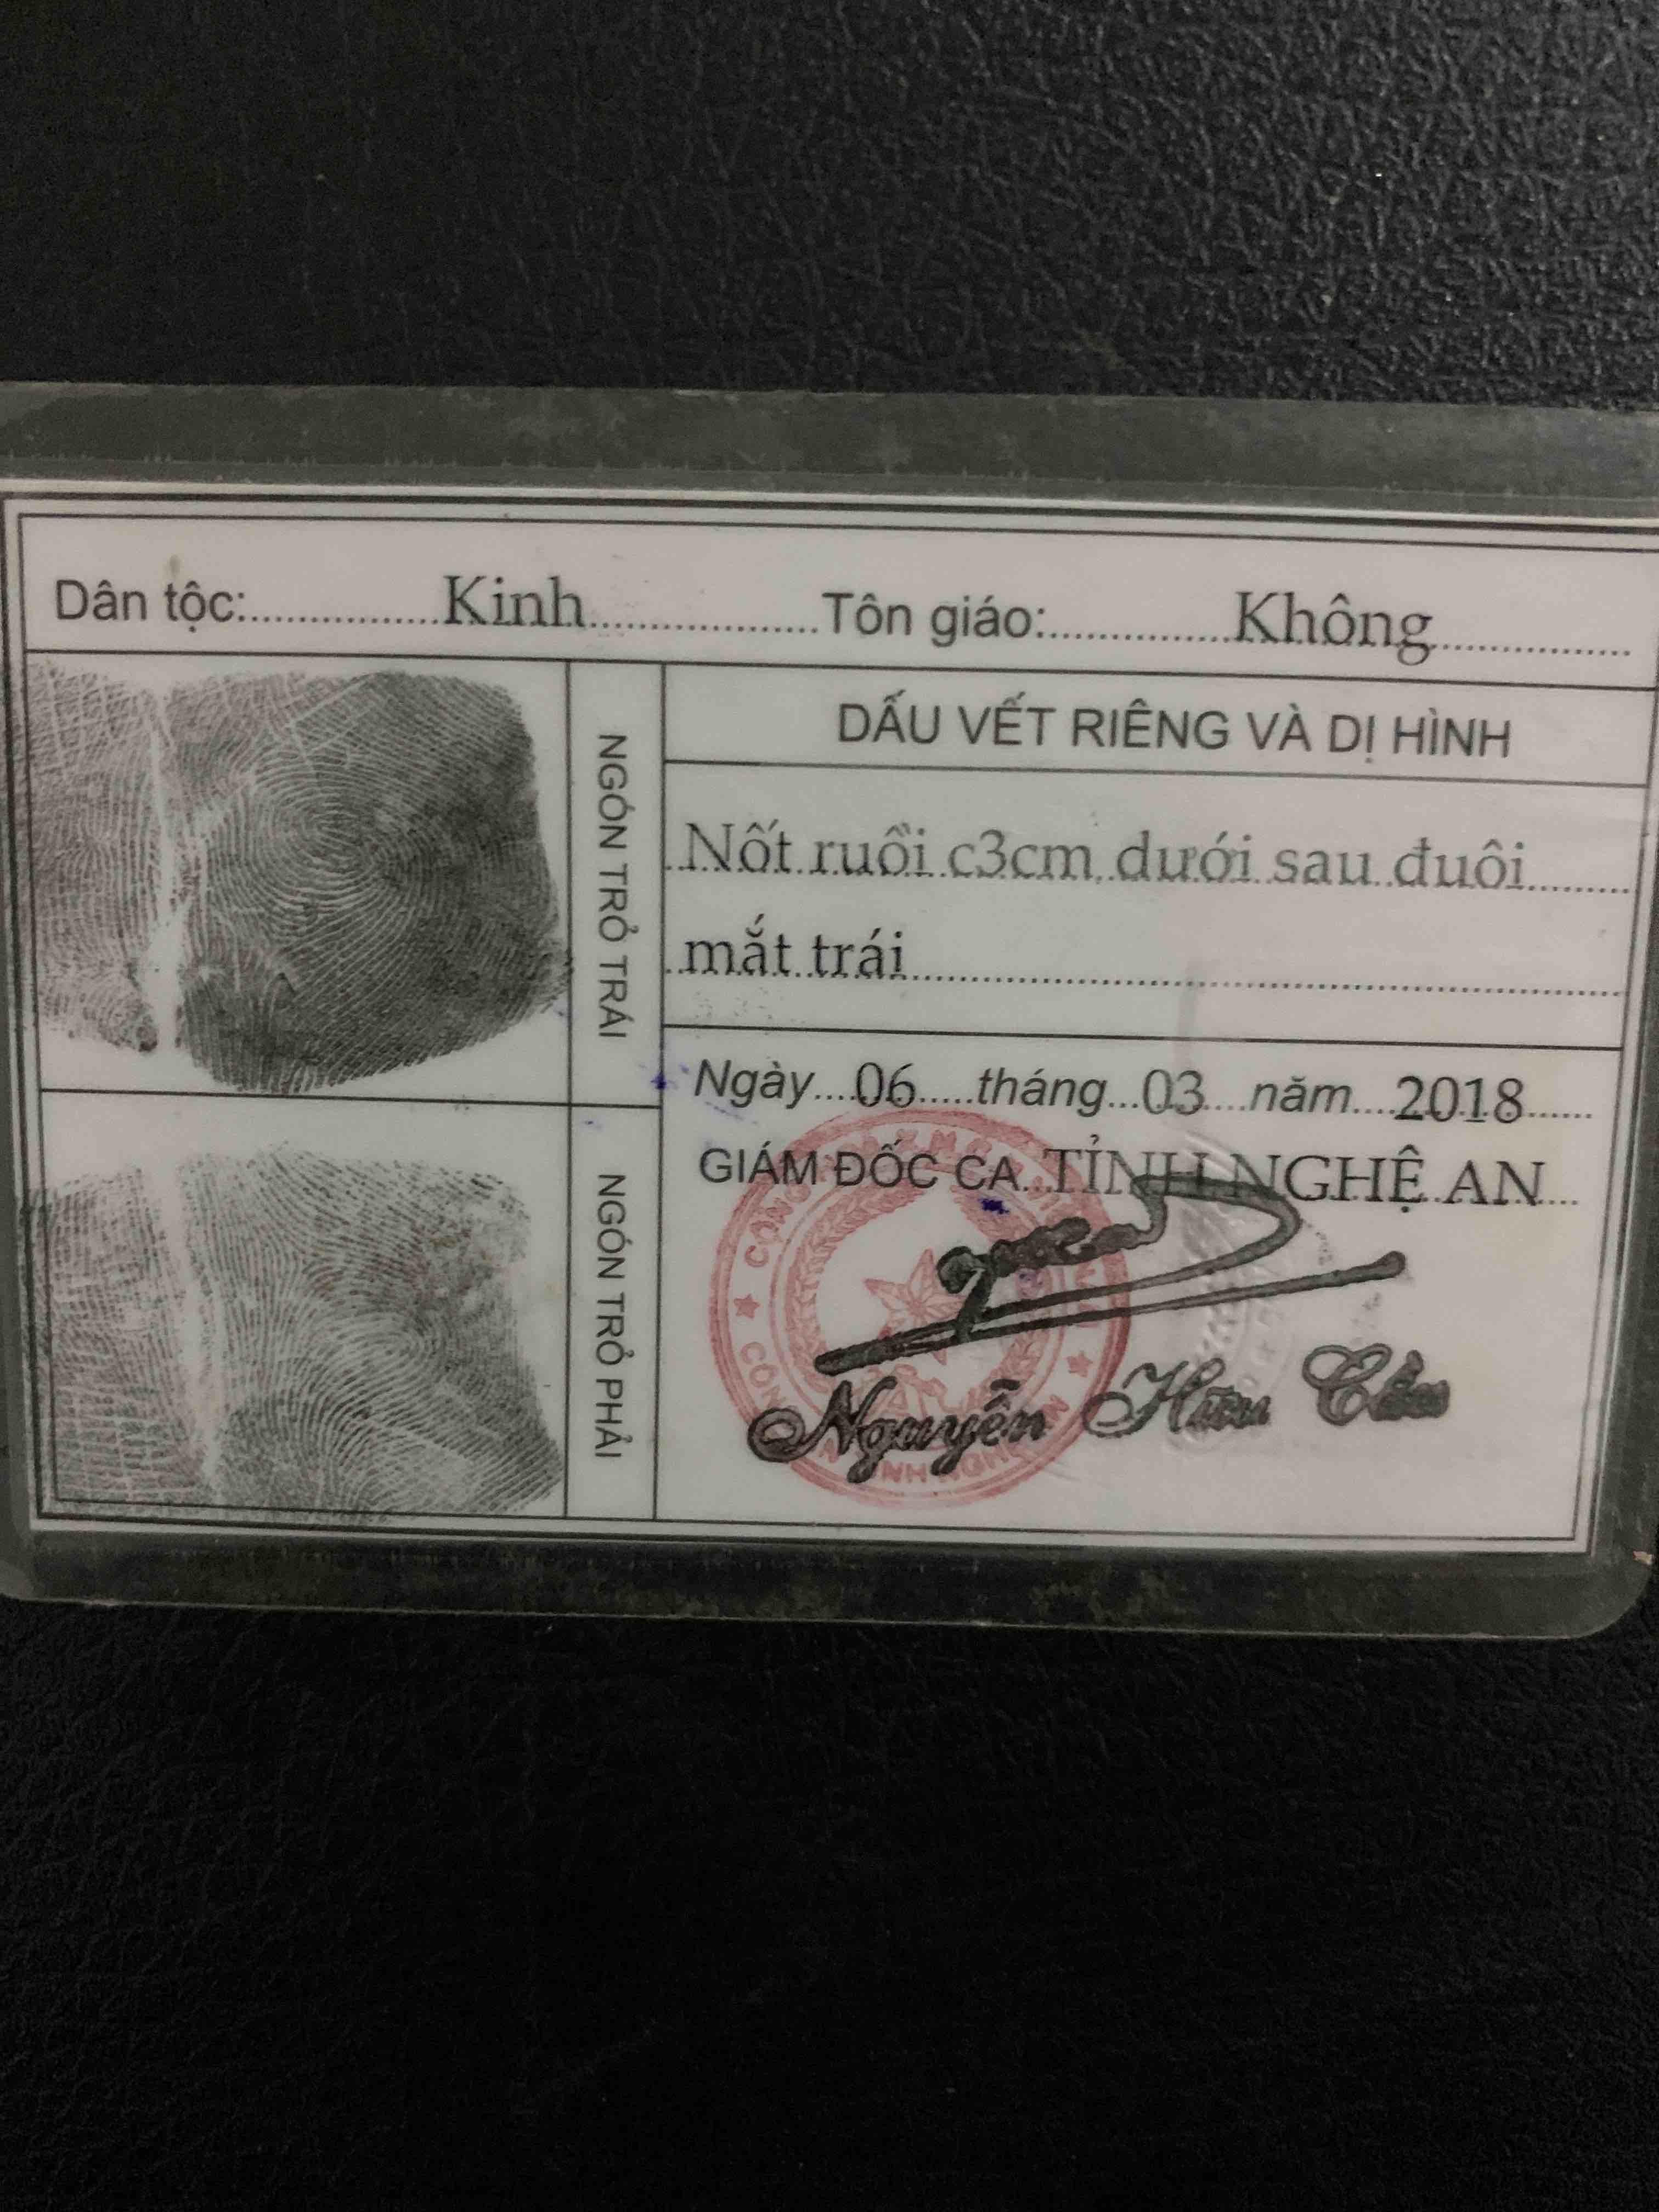 Dân tộc: Kinh Tôn giáo: Không
NGÓN TRỎ TRÁI
DẤU VẾT RIÊNG VÀ DỊ HÌNH
Nốt ruồi c3cm dưới sau đuôi
mắt trái
Ngày 06 tháng 03 năm 2018
GIÁM ĐỐC CA TỈNH NGHỆ AN
NGÓN TRỎ PHẢI
Nguyễn Hữu Cầu